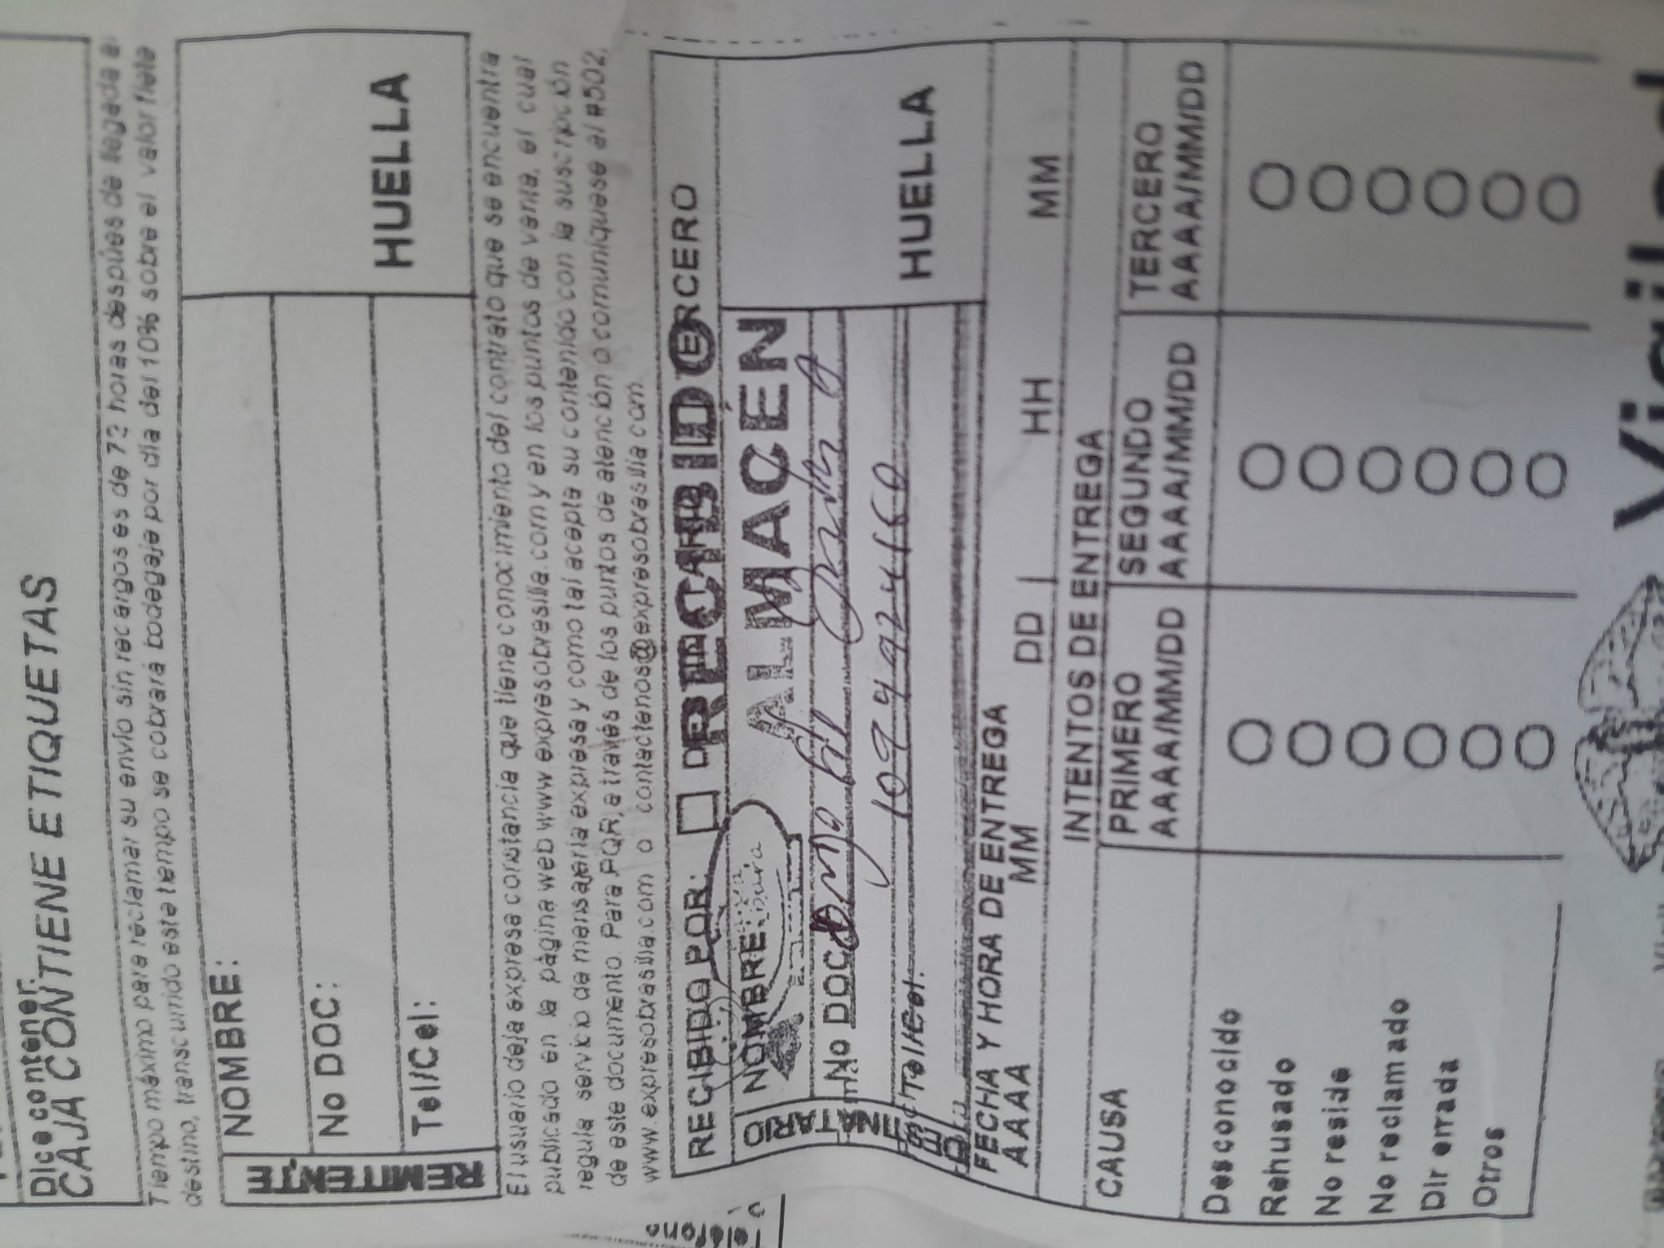 Dice contener:
CAJA CONTIENE ETIQUETAS
Tiempo máximo para reclamar su envío sin recargos es de 72 horas después de llegada a
destino, transcurrido este tiempo se cobrará bodegaje por día del 10% sobre el valor flete
REMITENTE
NOMBRE:
No DOC:
Tel/Cel:
HUELLA
El usuario deja expresa constancia que tiene conocimiento del contrato que se encuentra
publicado en la página web www.expresobrasilia.com y en los puntos de venta, el cual
regula servicio de mensajería expresa y como tal acepta su contenido con la suscripción
de este documento. Para PQR, a través de los puntos de atención o comuníquese al #502,
www.expresobrasilia.com o contactenos@expresobrasilia.com
RECIBIDO POR: DESTINATARIO TERCERO
RECIBIDO
ALMACÉN
DESTINATARIO
NOMBRE
No DOC
1099924660
Tel/Cel:
HUELLA
FECHA Y HORA DE ENTREGA
AAAA MM DD HH MM
INTENTOS DE ENTREGA
CAUSA PRIMERO AAAA/MM/DD SEGUNDO AAAA/MM/DD TERCERO AAAA/MM/DD
Desconocido
Rehusado
No reside
No reclamado
Dir errada
Otros
Teléfono